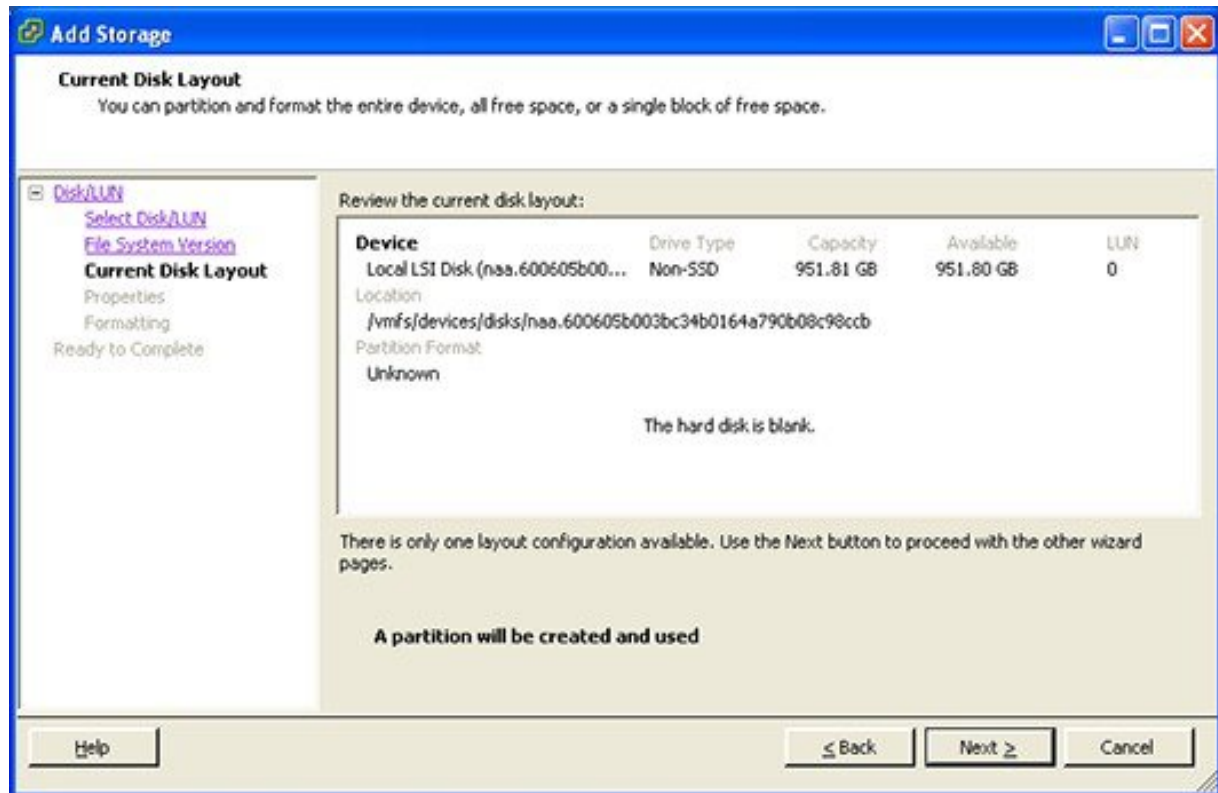 Add Storage
Current Disk Layout
You can partition and format the entire device, all free space, or a single block of free space.
Disk/LUN
Select Disk/LUN
File System Version
Current Disk Layout
Properties
Formatting
Ready to Complete
Review the current disk layout:
Device Drive Type Capacity Available LUN
Local LSI Disk (naa.600605b00... Non-SSD 951.81 GB 951.80 GB 0
Location
/vmfs/devices/disks/naa.600605b003bc34b0164a790b08c98ccb
Partition Format
Unknown
The hard disk is blank.
There is only one layout configuration available. Use the Next button to proceed with the other wizard
pages.
A partition will be created and used
Help ≤ Back Next ≥ Cancel